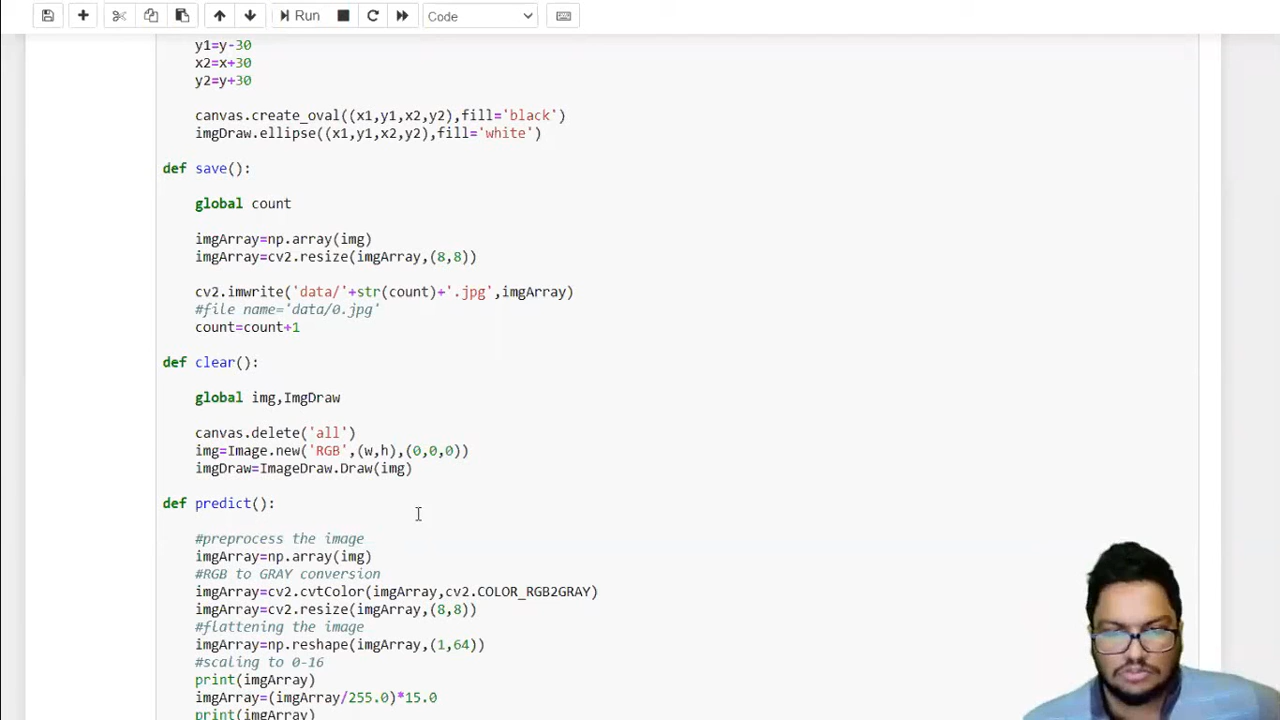 Run
Code
y1=y-30
x2=x+30
y2=y+30
canvas.create_oval((x1,y1,x2,y2),fill='black')
imgDraw.ellipse((x1,y1,x2,y2),fill='white')
def save():
global count
imgArray=np.array(img)
imgArray=cv2.resize(imgArray,(8,8))
cv2.imwrite('data/'+str(count)+'.jpg',imgArray)
#file name='data/0.jpg'
count=count+1
def clear():
global img,ImgDraw
canvas.delete('all')
img=Image.new('RGB',(w,h),(0,0,0))
imgDraw=ImageDraw.Draw(img)
def predict():
#preprocess the image
imgArray=np.array(img)
#RGB to GRAY conversion
imgArray=cv2.cvtColor(imgArray,cv2.COLOR_RGB2GRAY)
imgArray=cv2.resize(imgArray,(8,8))
#flattening the image
imgArray=np.reshape(imgArray,(1,64))
#scaling to 0-16
print(imgArray)
imgArray=(imgArray/255.0)*15.0
print(imgArray)